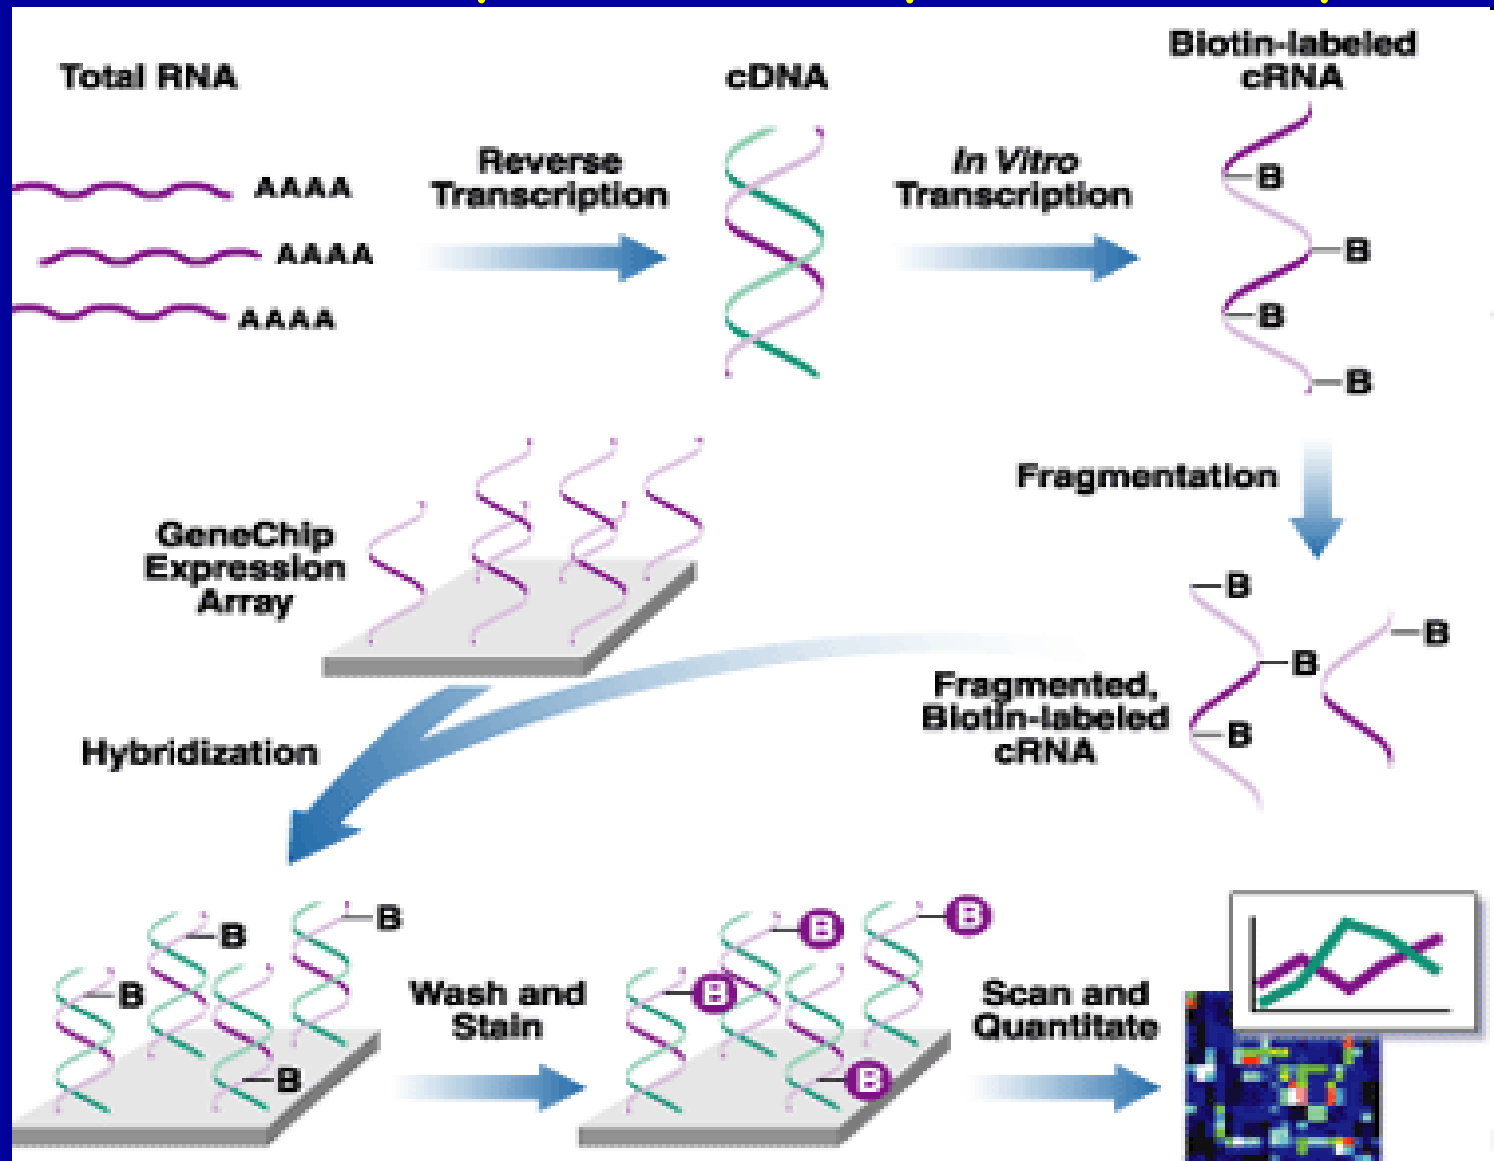 Total RNA
AAAA
AAAA
AAAA
Reverse
Transcription
cDNA
In Vitro
Transcription
Biotin-labeled
cRNA
B
B
B
B
Fragmentation
GeneChip
Expression
Array
B
B
B
B
Fragmented,
Biotin-labeled
cRNA
Hybridization
B
B
B
B
Wash and
Stain
B
B
B
B
Scan and
Quantitate